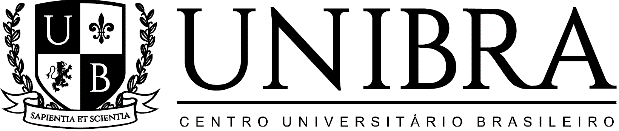 U
B
SAPIENTIA ET SCIENTIA
UNIBRA
CENTRO UNIVERSITÁRIO BRASILEIRO